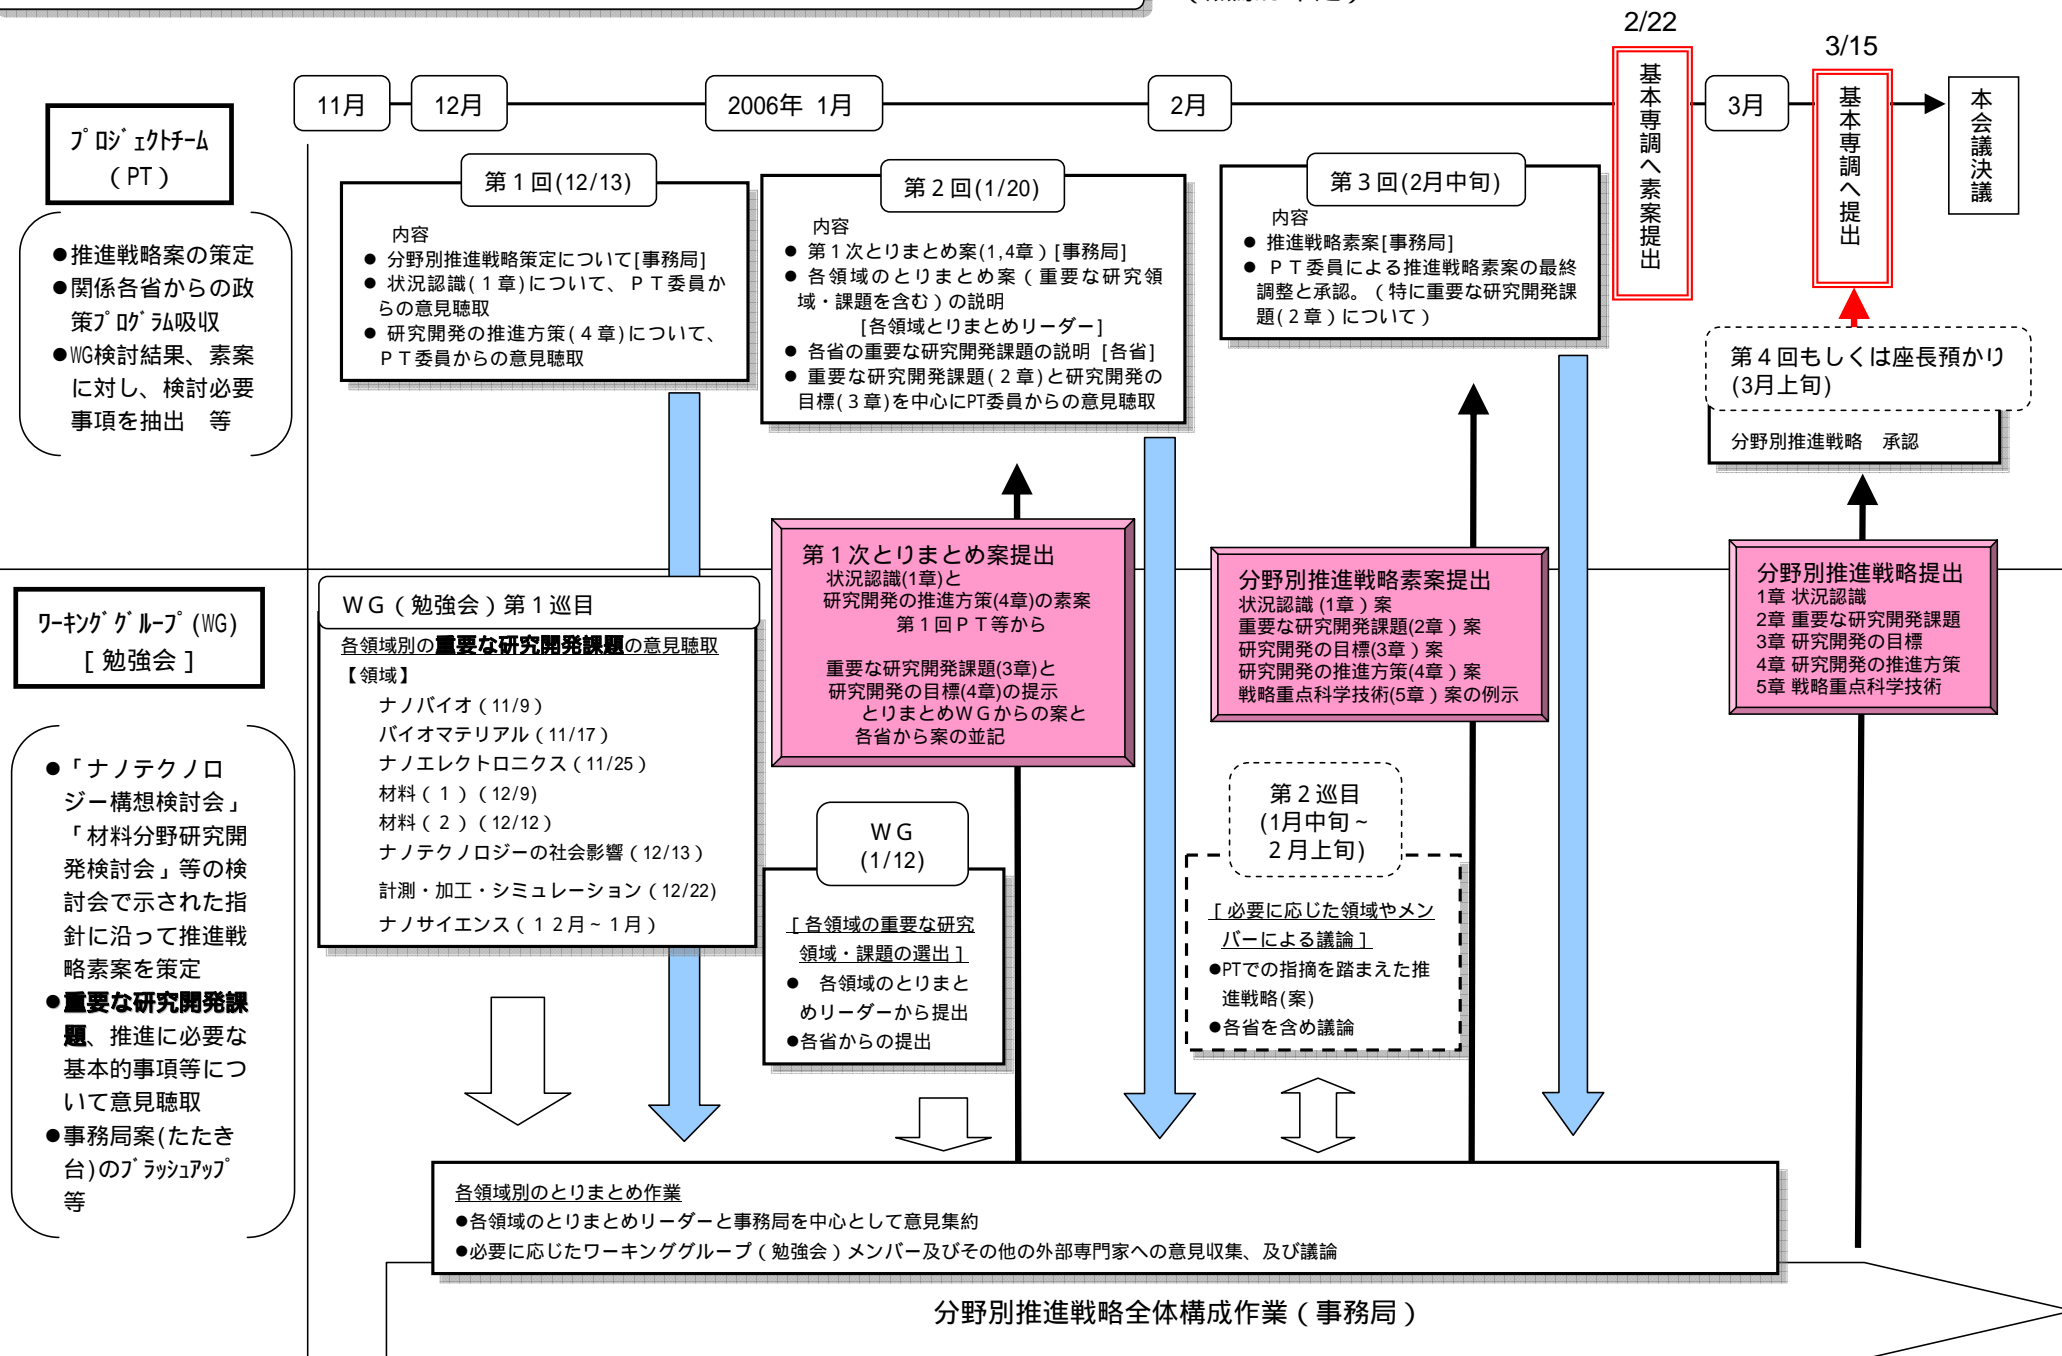 2/22
3/15
11月
12月
2006年 1月
2月
3月
基本専調へ素案提出
基本専調へ提出
本会議決議
ﾌﾟﾛｼﾞｪｸﾄﾁｰﾑ
（PT）
●推進戦略案の策定
●関係各省からの政
策ﾌﾟﾛｸﾞﾗﾑ吸収
●WG検討結果、素案
に対し、検討必要
事項を抽出　等
第１回(12/13)
内容
● 分野別推進戦略策定について[事務局]
● 状況認識(１章)について、ＰＴ委員か
らの意見聴取
● 研究開発の推進方策(４章)について、
ＰＴ委員からの意見聴取
第２回(1/20)
内容
● 第１次とりまとめ案(1,4章)[事務局]
● 各領域のとりまとめ案（重要な研究領
域・課題を含む）の説明
[各領域とりまとめリーダー]
● 各省の重要な研究開発課題の説明 [各省]
● 重要な研究開発課題(２章)と研究開発の
目標(３章)を中心にPT委員からの意見聴取
第３回(2月中旬)
内容
● 推進戦略素案[事務局]
● ＰＴ委員による推進戦略素案の最終
調整と承認。（特に重要な研究開発課
題(２章)について）
第４回もしくは座長預かり
(3月上旬)
分野別推進戦略　承認
第１次とりまとめ案提出
状況認識(1章)と
研究開発の推進方策(4章)の素案
第１回ＰＴ等から
重要な研究開発課題(3章)と
研究開発の目標(4章)の提示
とりまとめWGからの案と
各省から案の並記
分野別推進戦略素案提出
状況認識 (1章）案
重要な研究開発課題(2章）案
研究開発の目標(3章）案
研究開発の推進方策(4章）案
戦略重点科学技術(5章）案の例示
分野別推進戦略提出
1章 状況認識
2章 重要な研究開発課題
3章 研究開発の目標
4章 研究開発の推進方策
5章 戦略重点科学技術
ﾜｰｷﾝｸﾞｸﾞﾙｰﾌﾟ(WG)
[ 勉強会 ]
●「ナノテクノロ
ジー構想検討会」
「材料分野研究開
発検討会」等の検
討会で示された指
針に沿って推進戦
略素案を策定
●重要な研究開発課
題、推進に必要な
基本的事項等につ
いて意見聴取
●事務局案(たたき
台)のﾌﾞﾗｯｼｭｱｯﾌﾟ
等
ＷＧ（勉強会）第１巡目
各領域別の重要な研究開発課題の意見聴取
【領域】
ナノバイオ（11/9）
バイオマテリアル（11/17）
ナノエレクトロニクス（11/25）
材料（１）(12/9)
材料（２）(12/12)
ナノテクノロジーの社会影響（12/13）
計測・加工・シミュレーション（12/22)
ナノサイエンス（１２月～１月）
ＷＧ
(1/12)
[ 各領域の重要な研究
領域・課題の選出 ]
●　各領域のとりまと
めリーダーから提出
●各省からの提出
第２巡目
(1月中旬～
２月上旬)
[ 必要に応じた領域やメン
バーによる議論 ]
●PTでの指摘を踏まえた推
進戦略(案)
●各省を含め議論
各領域別のとりまとめ作業
●各領域のとりまとめリーダーと事務局を中心として意見集約
●必要に応じたワーキンググループ（勉強会）メンバー及びその他の外部専門家への意見収集、及び議論
分野別推進戦略全体構成作業（事務局）